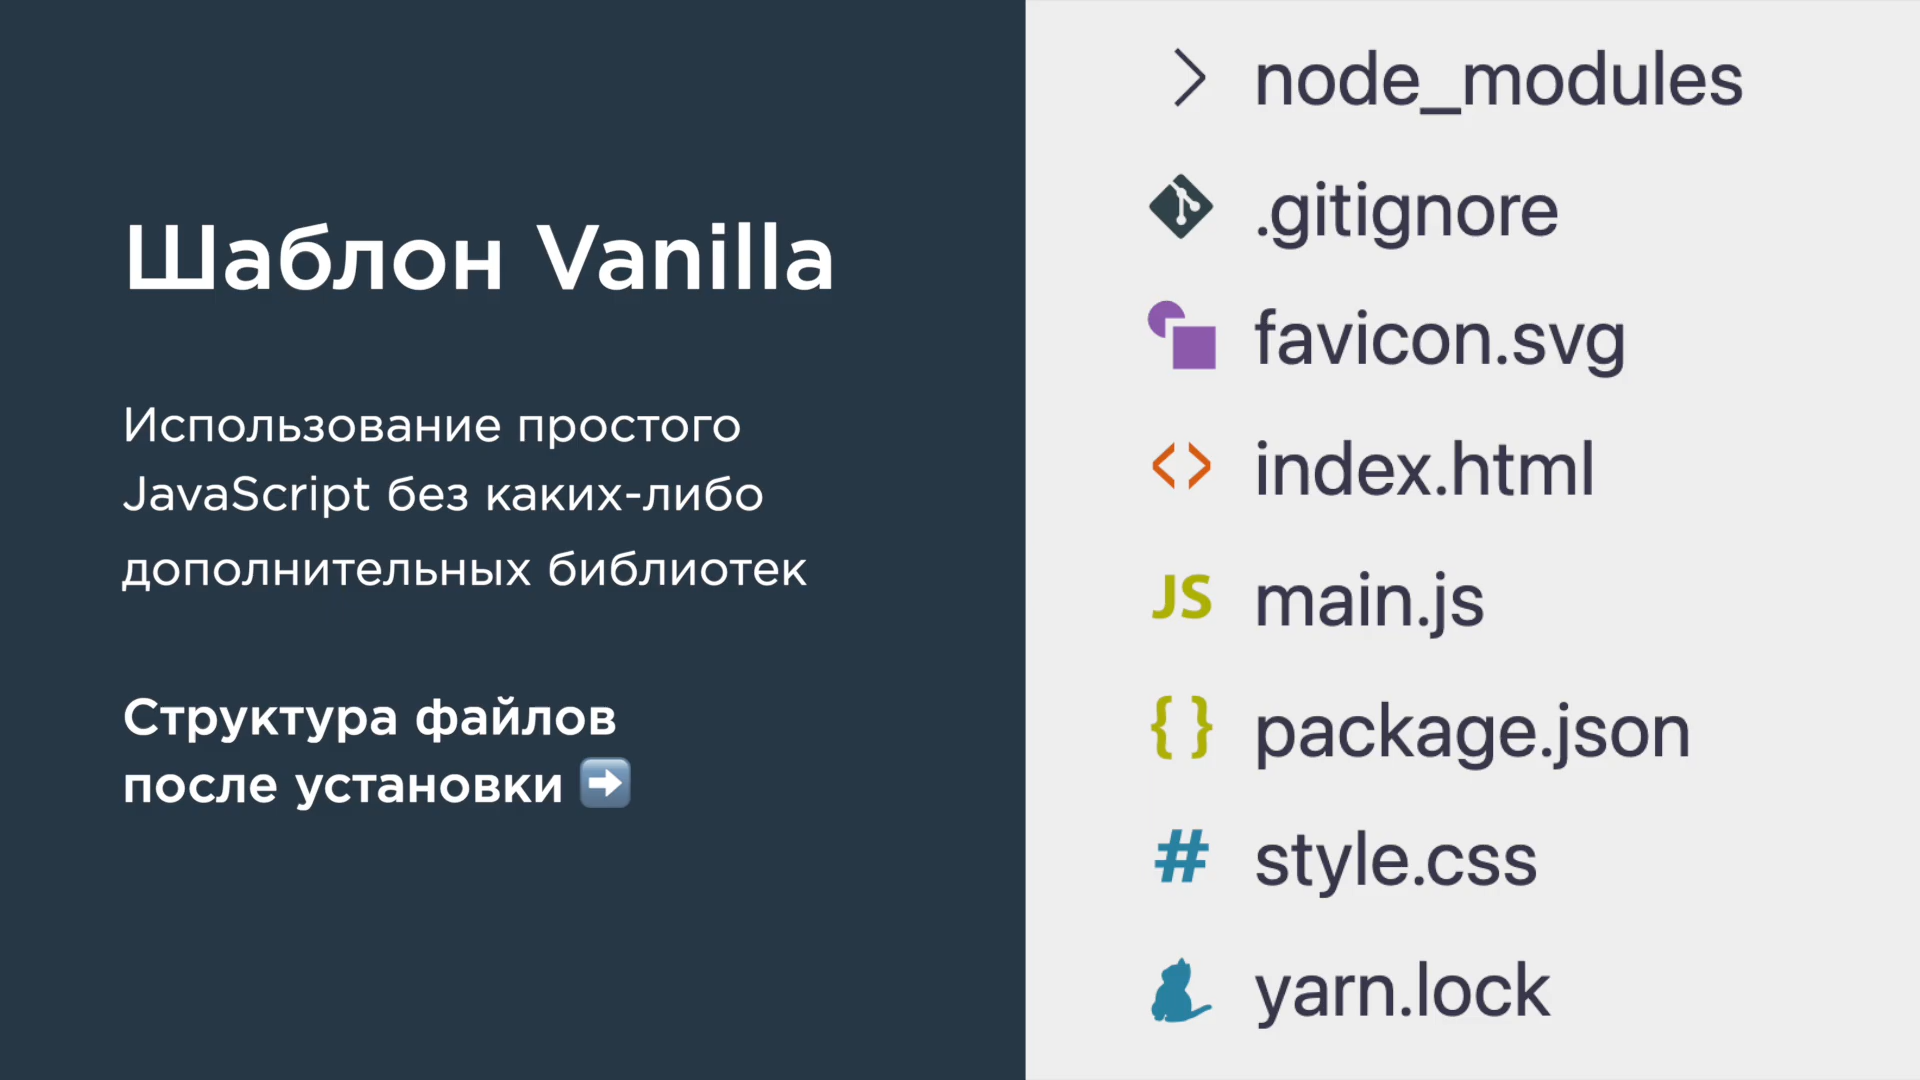 Шаблон Vanilla
Использование простого
JavaScript без каких-либо
дополнительных библиотек
Структура файлов
после установки ➡️
node_modules
.gitignore
favicon.svg
index.html
JS main.js
{ } package.json
# style.css
yarn.lock